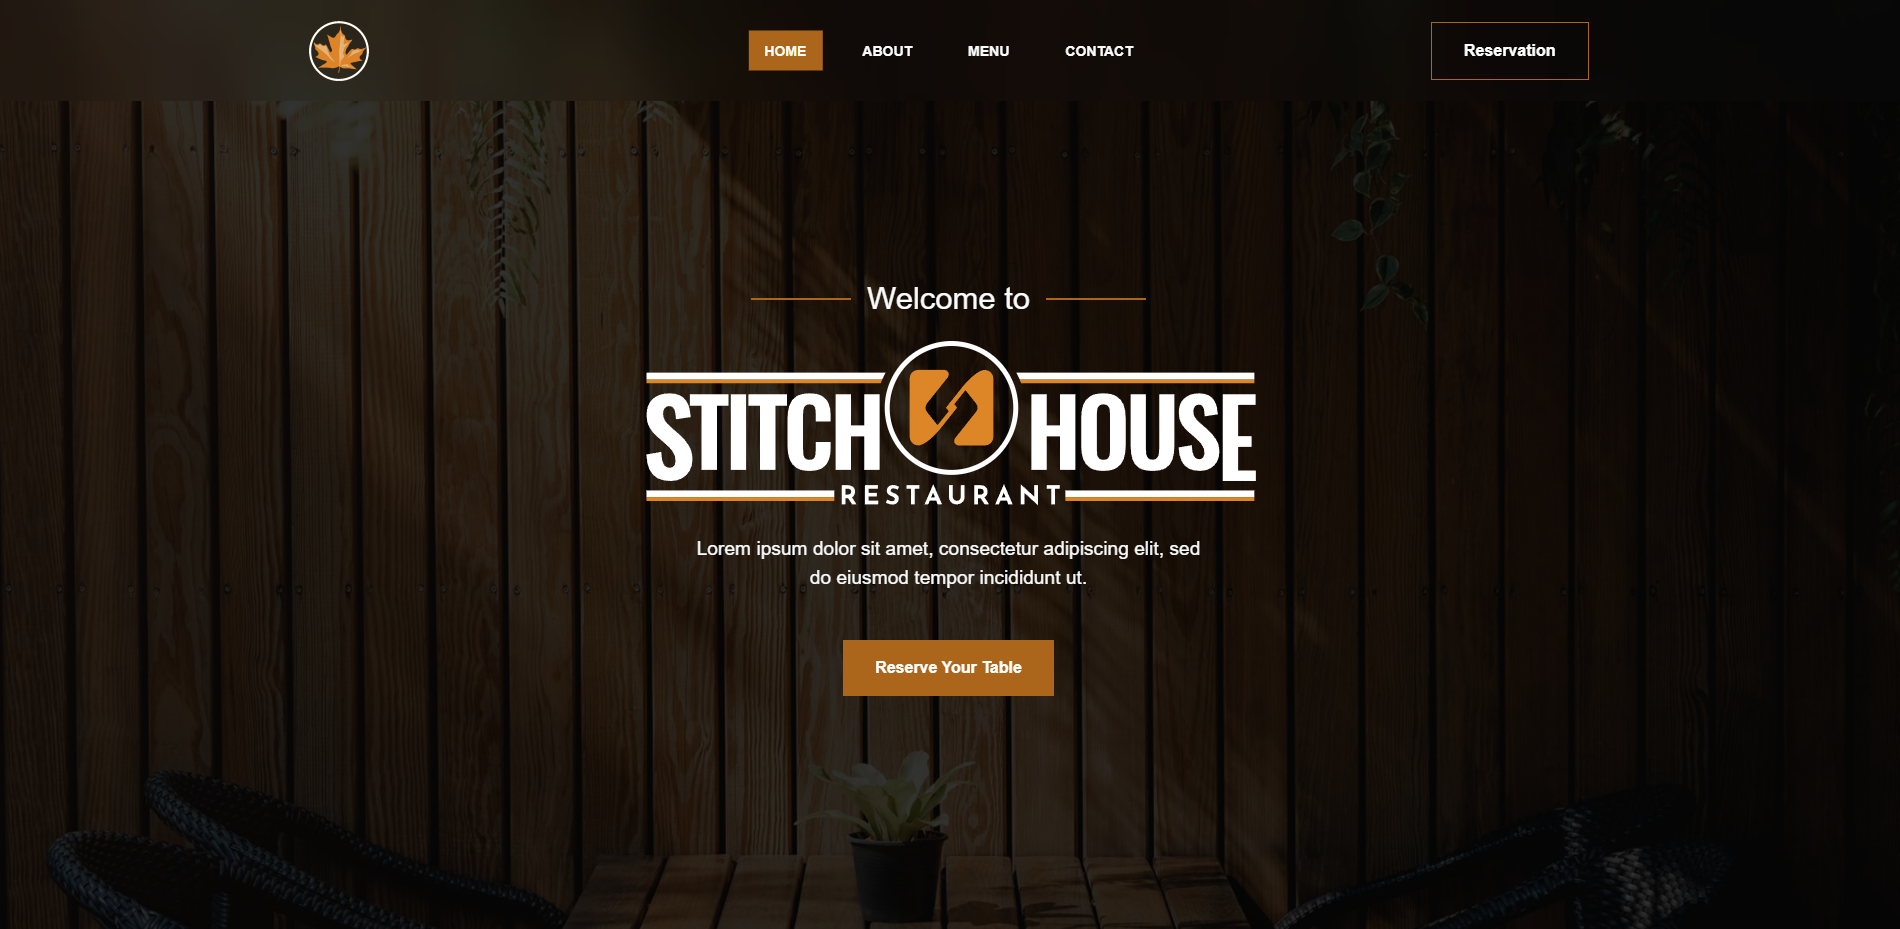 HOME ABOUT MENU CONTACT Reservation
Welcome to
STITCH HOUSE
RESTAURANT
Lorem ipsum dolor sit amet, consectetur adipiscing elit, sed
do eiusmod tempor incididunt ut.
Reserve Your Table